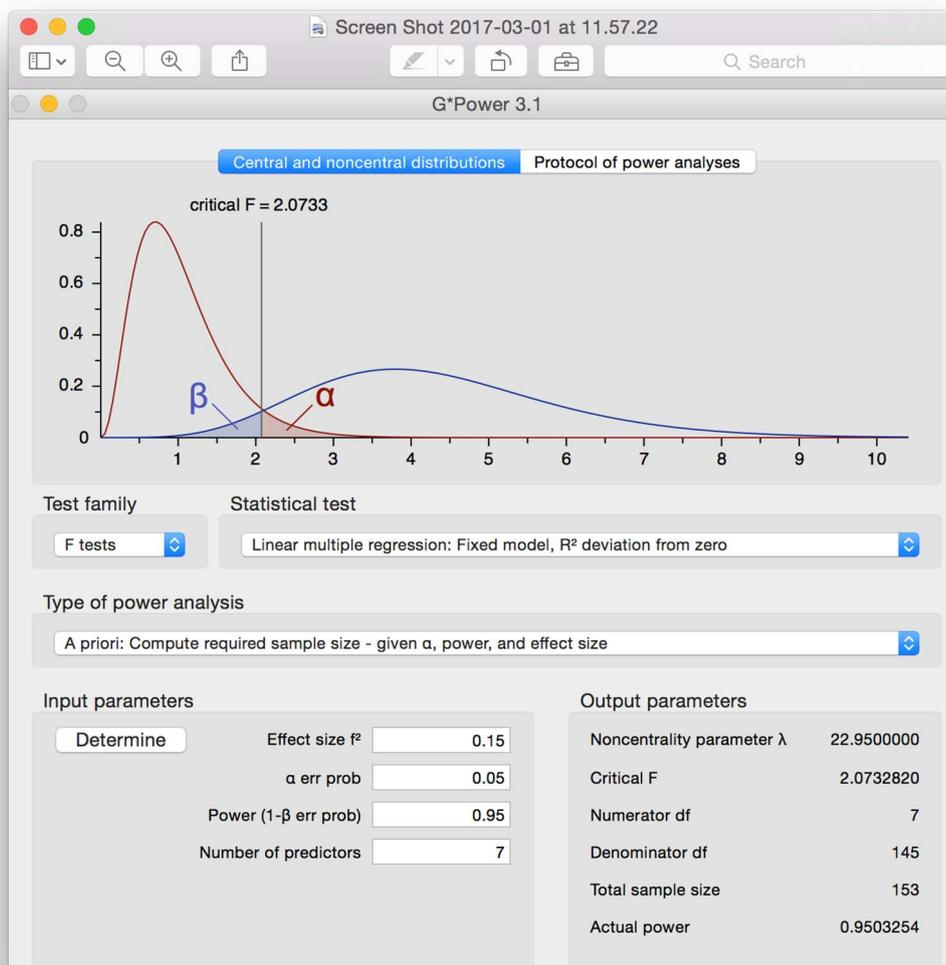 Screen Shot 2017-03-01 at 11.57.22
Search
G*Power 3.1
Central and noncentral distributions Protocol of power analyses
critical F = 2.0733
0.8
0.6
0.4
0.2
0
β α
1 2 3 4 5 6 7 8 9 10
Test family Statistical test
F tests Linear multiple regression: Fixed model, R² deviation from zero
Type of power analysis
A priori: Compute required sample size - given α, power, and effect size
Input parameters Output parameters
Determine Effect size f² 0.15 Noncentrality parameter λ 22.9500000
α err prob 0.05 Critical F 2.0732820
Power (1-β err prob) 0.95 Numerator df 7
Number of predictors 7 Denominator df 145
Total sample size 153
Actual power 0.9503254